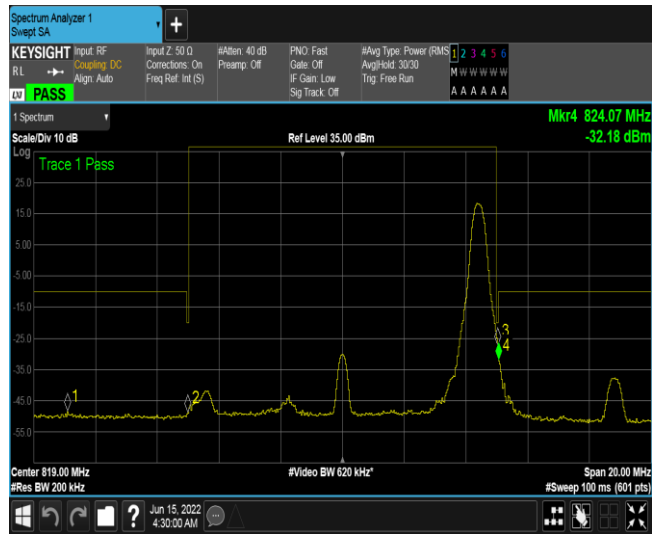 Spectrum Analyzer 1
Swept SA
+
KEYSIGHT Input: RF Input Z: 50 Ω #Atten: 40 dB PNO: Fast #Avg Type: Power (RMS 1 2 3 4 5 6
RL Coupling: DC Corrections: On Preamp: Off Gate: Off Avg|Hold: 30/30 M W W W W W
Align: Auto Freq Ref: Int (S) IF Gain: Low Trig: Free Run
LXI PASS Sig Track: Off A A A A A A
1 Spectrum Mkr4 824.07 MHz
Scale/Div 10 dB Ref Level 35.00 dBm -32.18 dBm
Log Trace 1 Pass
25.0
15.0
5.00
-5.00
-15.0
-25.0 3
4
-35.0
-45.0 1 2
-55.0
Center 819.00 MHz #Video BW 620 kHz* Span 20.00 MHz
#Res BW 200 kHz #Sweep 100 ms (601 pts)
? Jun 15, 2022
4:30:00 AM